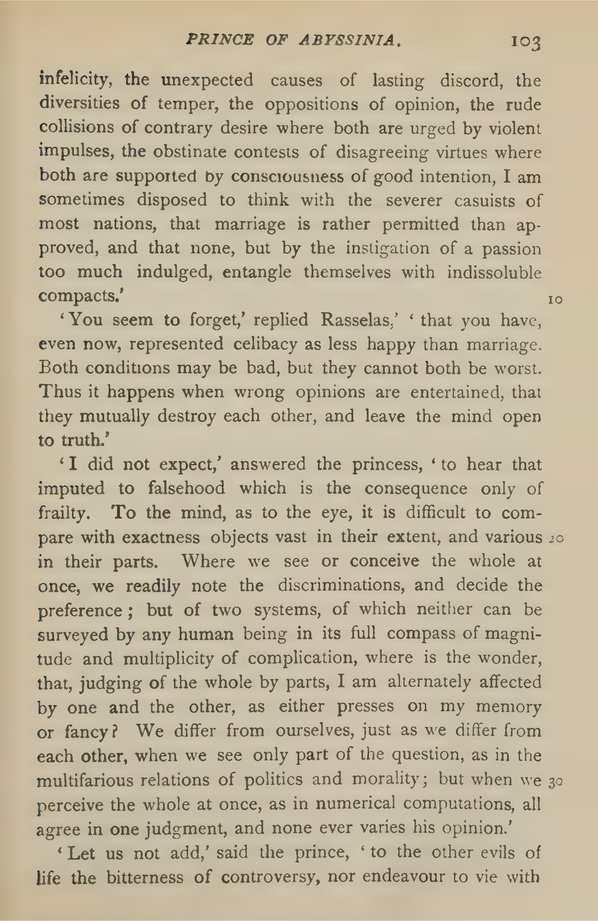 PRINCE OF ABYSSINIA. 103
infelicity, the unexpected causes of lasting discord, the
diversities of temper, the oppositions of opinion, the rude
collisions of contrary desire where both are urged by violent
impulses, the obstinate contests of disagreeing virtues where
both are supported by consciousness of good intention, I am
sometimes disposed to think with the severer casuists of
most nations, that marriage is rather permitted than ap-
proved, and that none, but by the instigation of a passion
too much indulged, entangle themselves with indissoluble
compacts.' 10
'You seem to forget,' replied Rasselas,' ' that you have,
even now, represented celibacy as less happy than marriage.
Both conditions may be bad, but they cannot both be worst.
Thus it happens when wrong opinions are entertained, that
they mutually destroy each other, and leave the mind open
to truth.'
'I did not expect,' answered the princess, ' to hear that
imputed to falsehood which is the consequence only of
frailty. To the mind, as to the eye, it is difficult to com-
pare with exactness objects vast in their extent, and various 20
in their parts. Where we see or conceive the whole at
once, we readily note the discriminations, and decide the
preference ; but of two systems, of which neither can be
surveyed by any human being in its full compass of magni-
tude and multiplicity of complication, where is the wonder,
that, judging of the whole by parts, I am alternately affected
by one and the other, as either presses on my memory
or fancy? We differ from ourselves, just as we differ from
each other, when we see only part of the question, as in the
multifarious relations of politics and morality; but when we 30
perceive the whole at once, as in numerical computations, all
agree in one judgment, and none ever varies his opinion.'
' Let us not add,' said the prince, ' to the other evils of
life the bitterness of controversy, nor endeavour to vie with